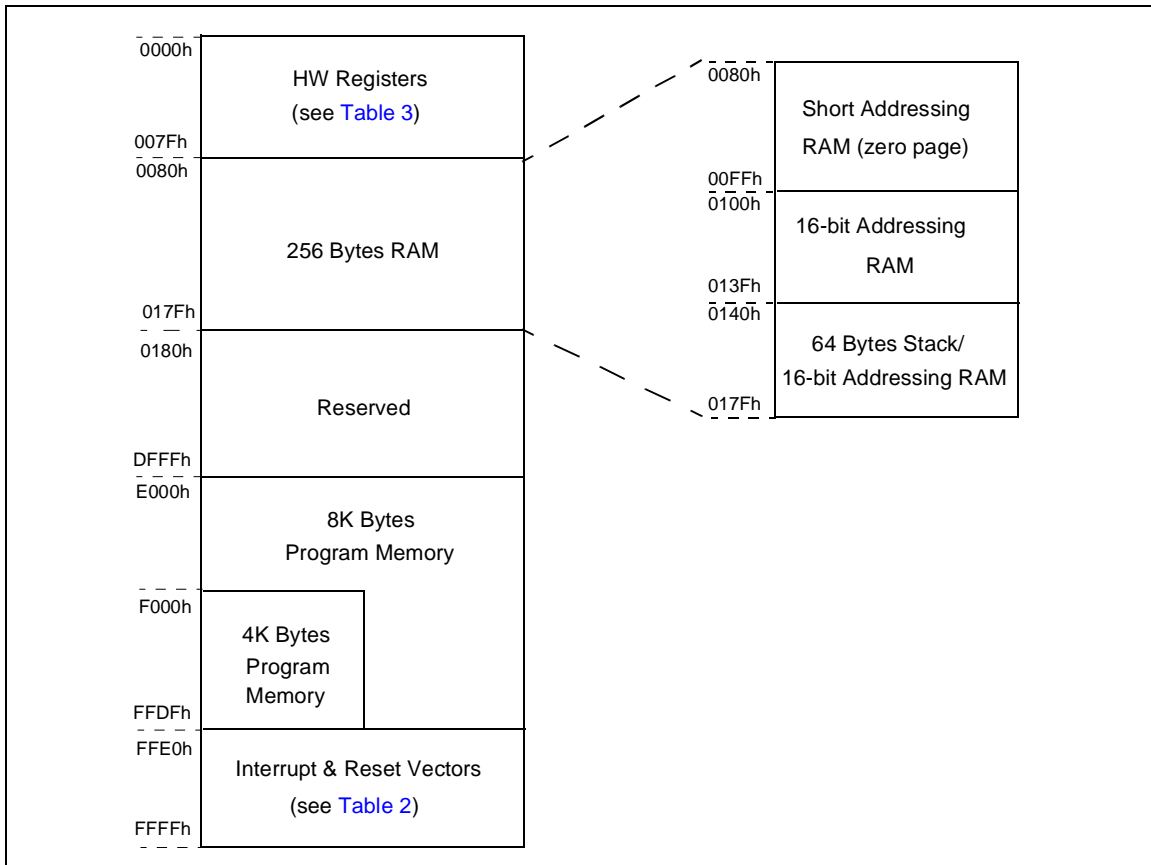 0000h
HW Registers
(see Table 3)
007Fh
0080h
256 Bytes RAM
017Fh
0180h
Reserved
DFFFh
E000h
8K Bytes
Program Memory
F000h
4K Bytes
Program
Memory
FFDFh
FFE0h
Interrupt & Reset Vectors
(see Table 2)
FFFFh
0080h
Short Addressing
RAM (zero page)
00FFh
0100h
16-bit Addressing
RAM
013Fh
0140h
64 Bytes Stack/
16-bit Addressing RAM
017Fh